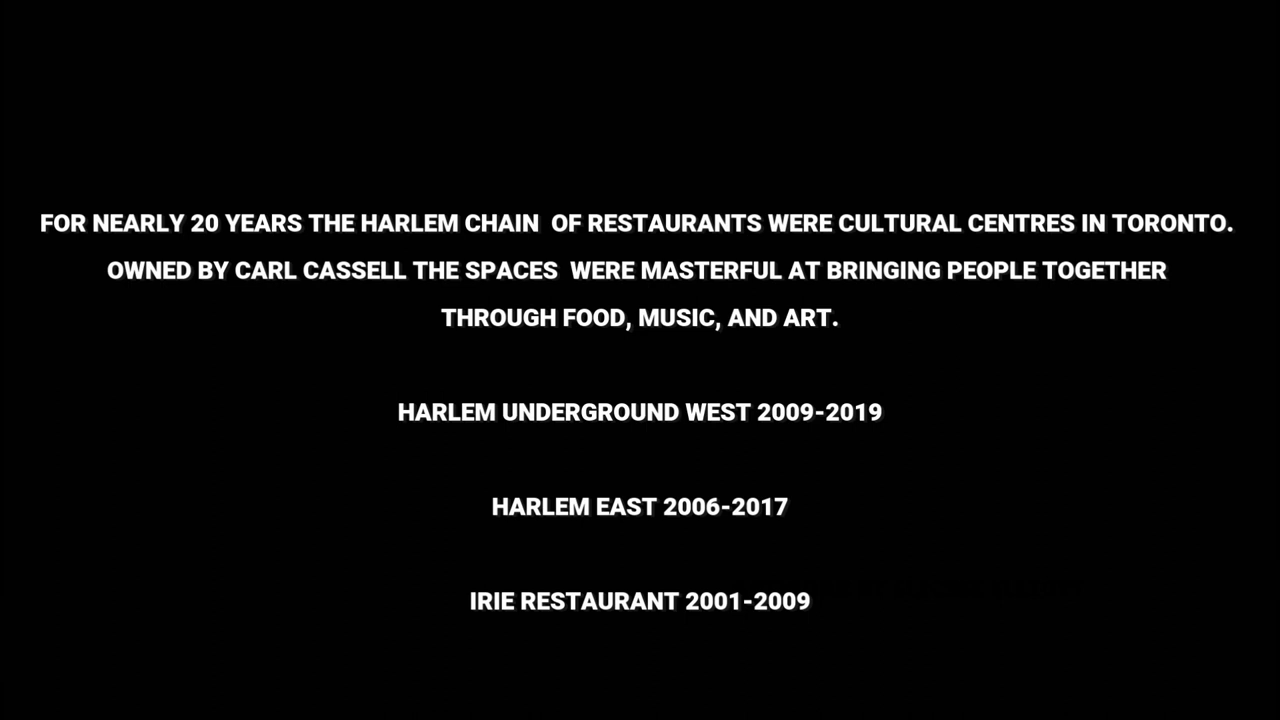 FOR NEARLY 20 YEARS THE HARLEM CHAIN  OF RESTAURANTS WERE CULTURAL CENTRES IN TORONTO.
OWNED BY CARL CASSELL THE SPACES  WERE MASTERFUL AT BRINGING PEOPLE TOGETHER
THROUGH FOOD, MUSIC, AND ART.
HARLEM UNDERGROUND WEST 2009-2019
HARLEM EAST 2006-2017
IRIE RESTAURANT 2001-2009